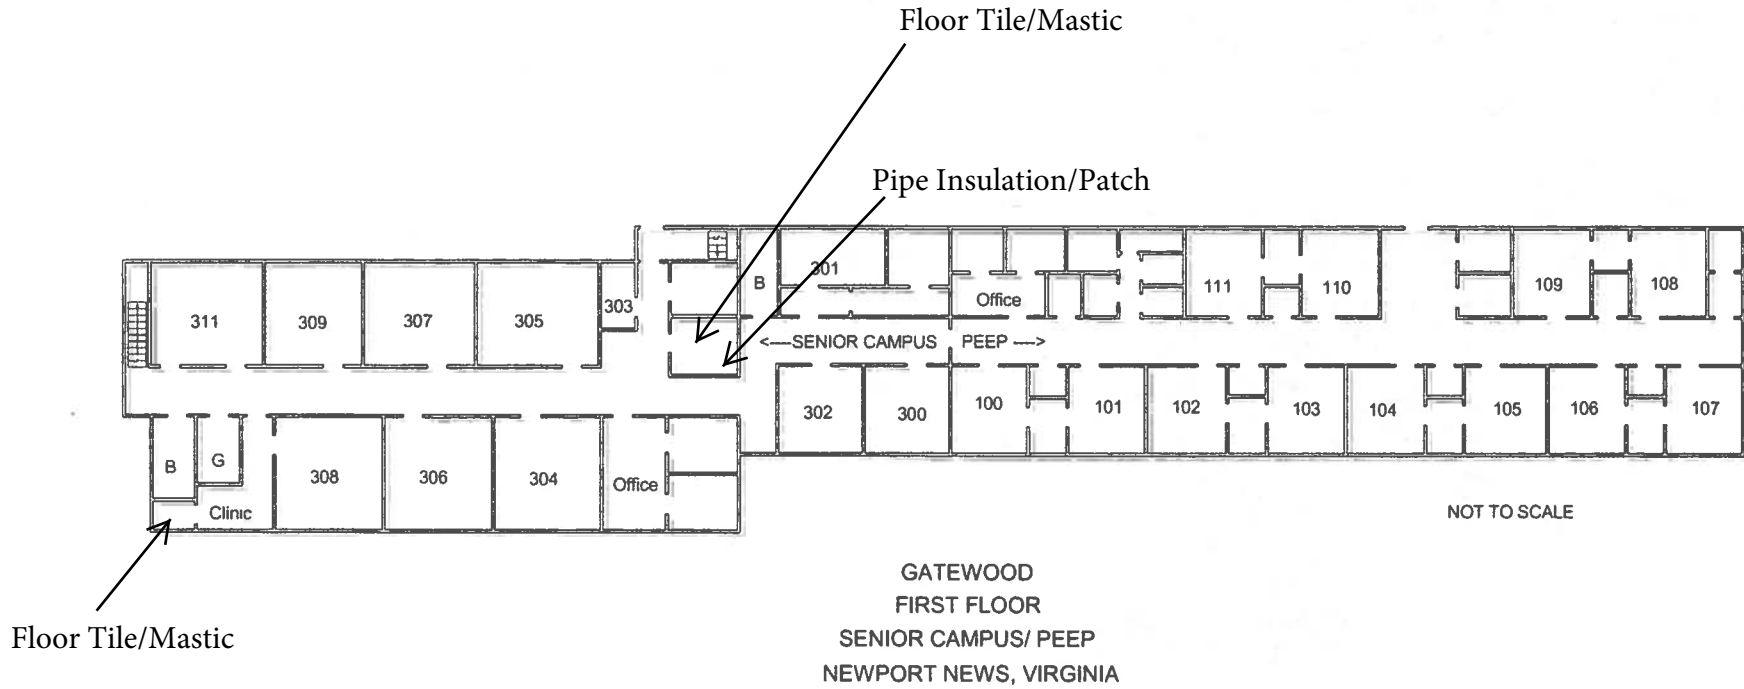 Floor Tile/Mastic
Pipe Insulation/Patch
301
B
303
311
309
307
305
Office
111
110
109
108
<----SENIOR CAMPUS
PEEP ---->
302
300
100
101
102
103
104
105
106
107
B
G
308
306
304
Office
Clinic
NOT TO SCALE
Floor Tile/Mastic
GATEWOOD
FIRST FLOOR
SENIOR CAMPUS/ PEEP
NEWPORT NEWS, VIRGINIA